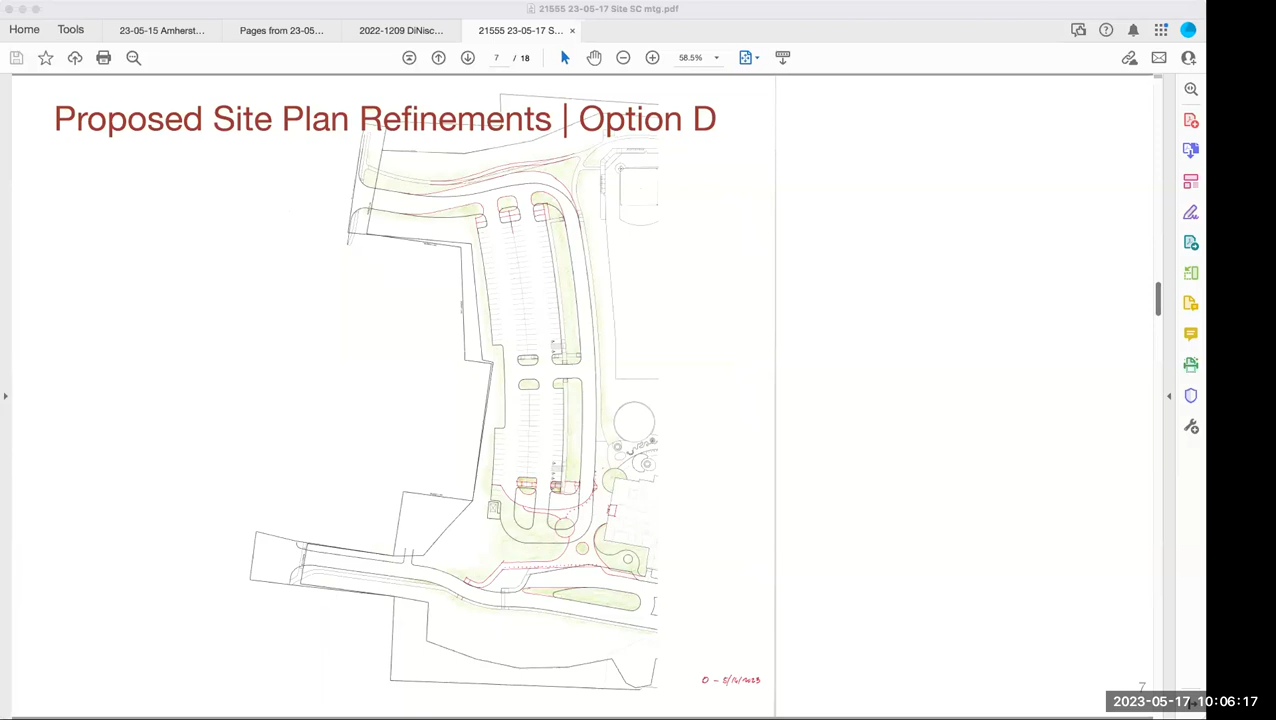 21555 23-05-17 Site SC mtg.pdf
Home Tools 23-05-15 Amherst... Pages from 23-05... 2022-1209 DiNisc... 21555 23-05-17 S... ×
7 / 18 58.5%
Proposed Site Plan Refinements | Option D
7
2023-05-17 10:06:17